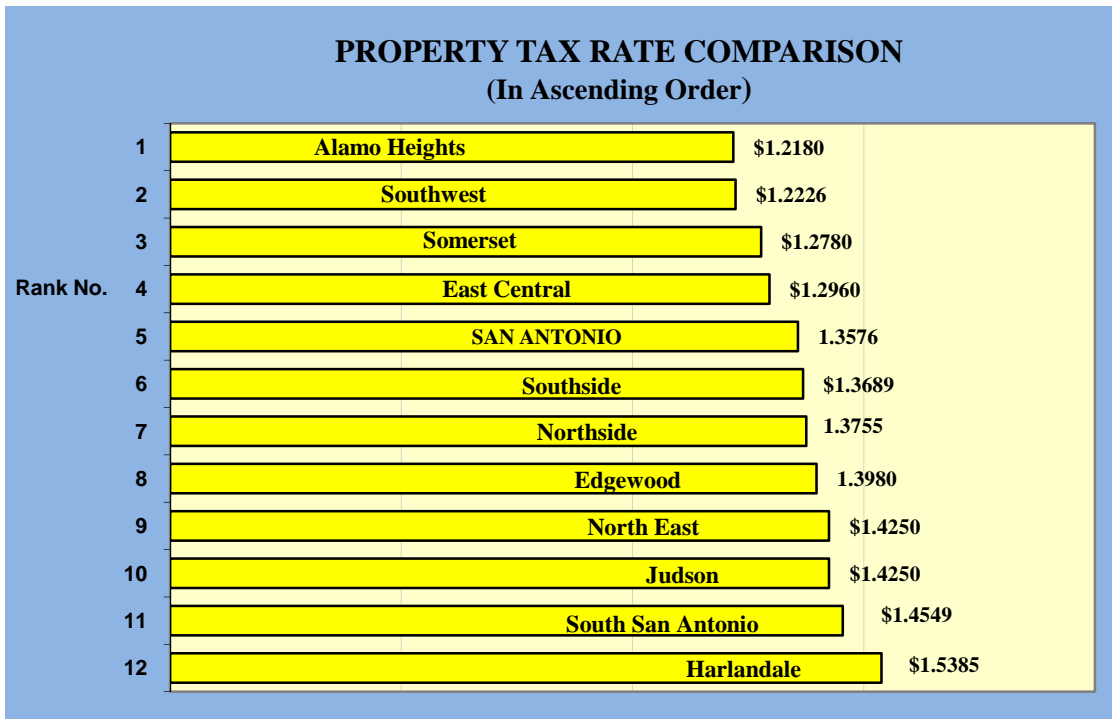 PROPERTY TAX RATE COMPARISON
(In Ascending Order)
1 Alamo Heights $1.2180
2 Southwest $1.2226
3 Somerset $1.2780
Rank No. 4 East Central $1.2960
5 SAN ANTONIO 1.3576
6 Southside $1.3689
7 Northside 1.3755
8 Edgewood 1.3980
9 North East $1.4250
10 Judson $1.4250
11 South San Antonio $1.4549
12 Harlandale $1.5385